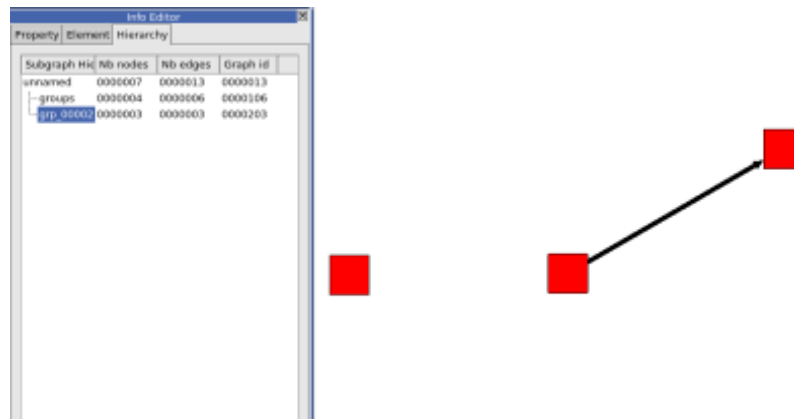 Info Editor
Property Element Hierarchy
Subgraph Hi Nb nodes Nb edges Graph id
unnamed 0000007 0000013 0000013
groups 0000004 0000006 0000106
grp_00002 0000003 0000003 0000203